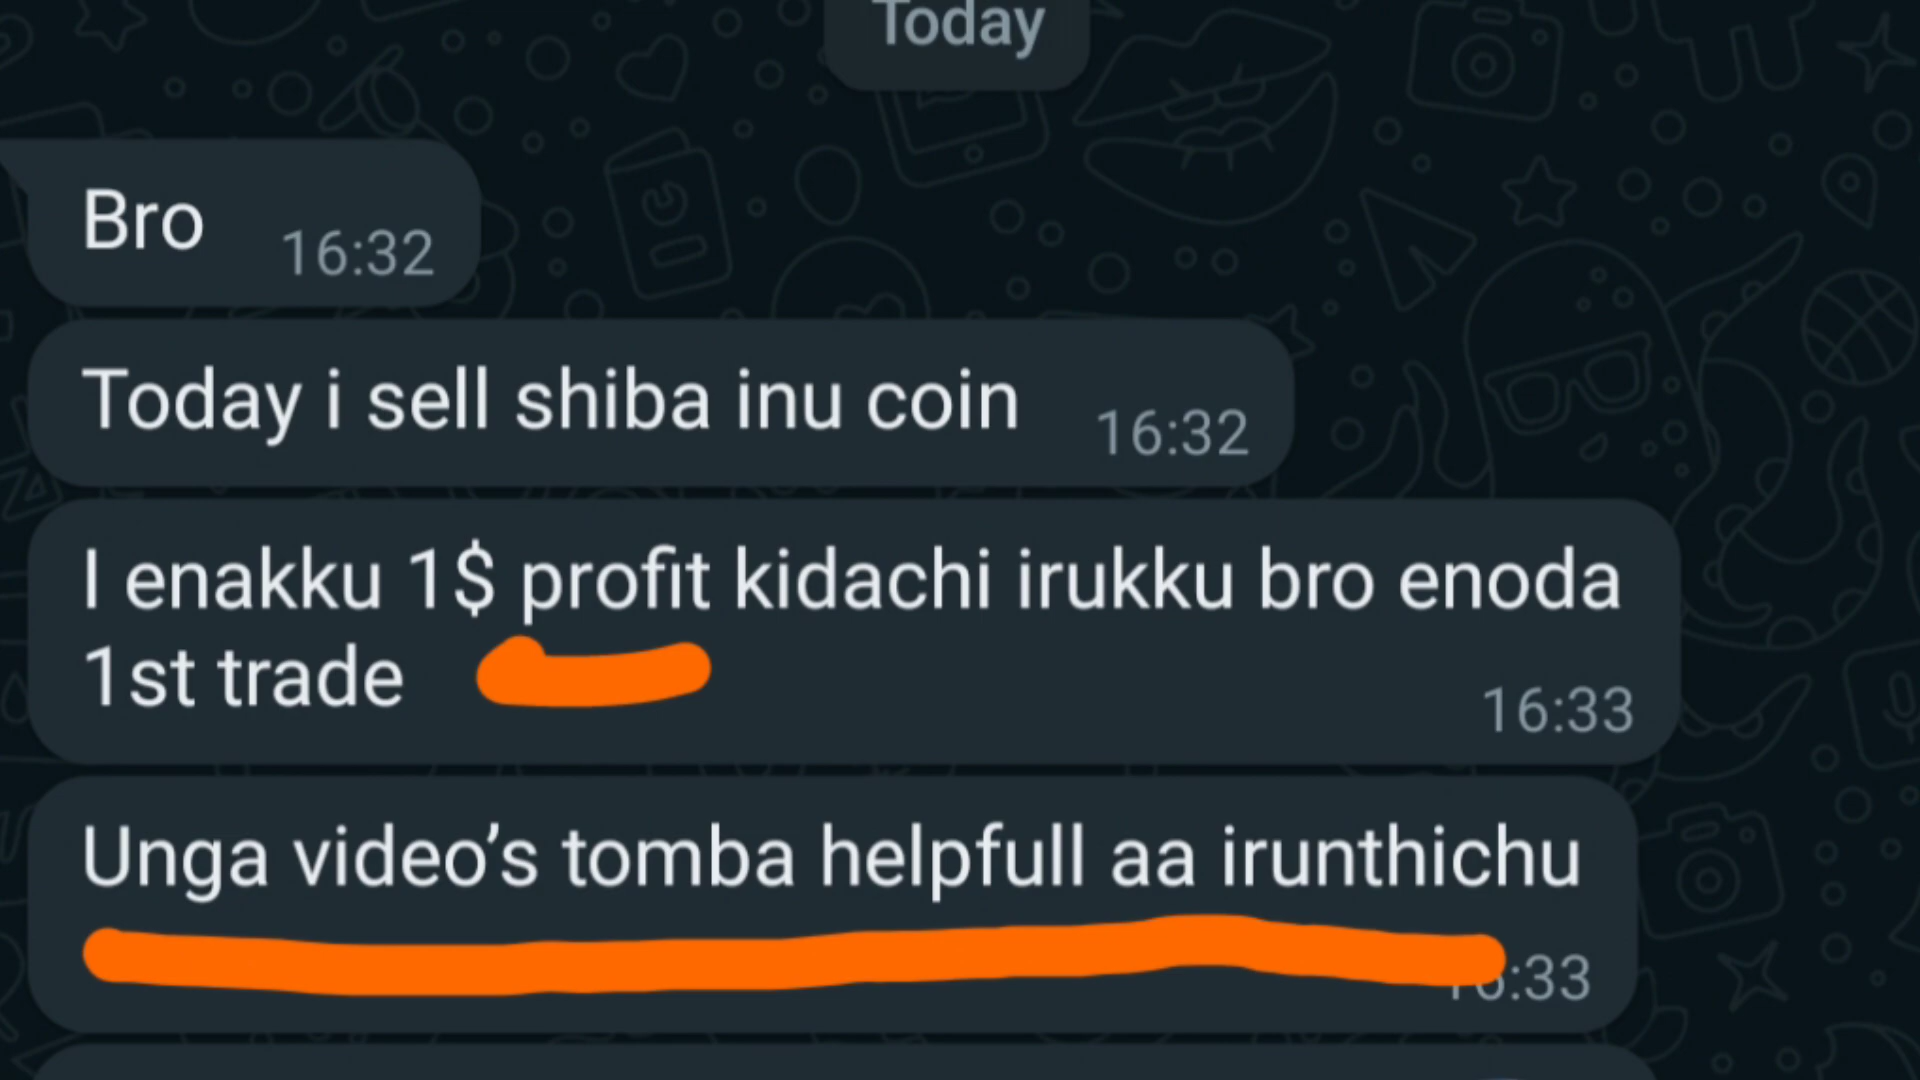 Today
Bro
16:32
Today i sell shiba inu coin
16:32
I enakku 1$ profit kidachi irukku bro enoda
1st trade
16:33
Unga video's tomba helpfull aa irunthichu
:33